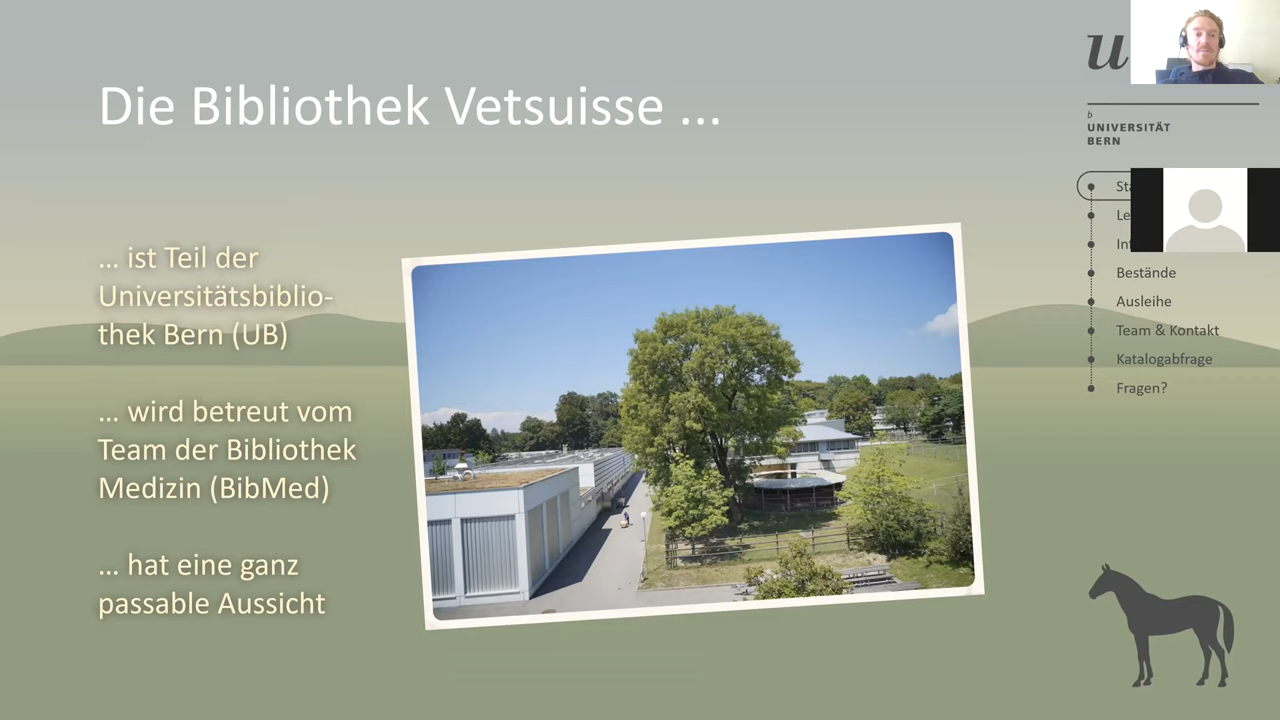 Die Bibliothek Vetsuisse ...
... ist Teil der
Universitätsbiblio-
thek Bern (UB)
... wird betreut vom
Team der Bibliothek
Medizin (BibMed)
... hat eine ganz
passable Aussicht
u
b
UNIVERSITÄT
BERN
Bestände
Ausleihe
Team & Kontakt
Katalogabfrage
Fragen?